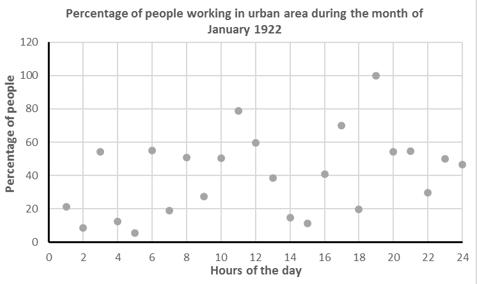 Percentage of people working in urban area during the month of
January 1922
120
100
80
60
40
20
0
Percentage of people
0 2 4 6 8 10 12 14 16 18 20 22 24
Hours of the day